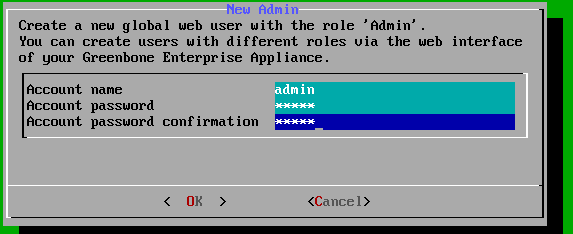 New Admin
Create a new global web user with the role 'Admin'.
You can create users with different roles via the web interface
of your Greenbone Enterprise Appliance.
Account name admin
Account password *****
Account password confirmation *****_
< OK > <Cancel>